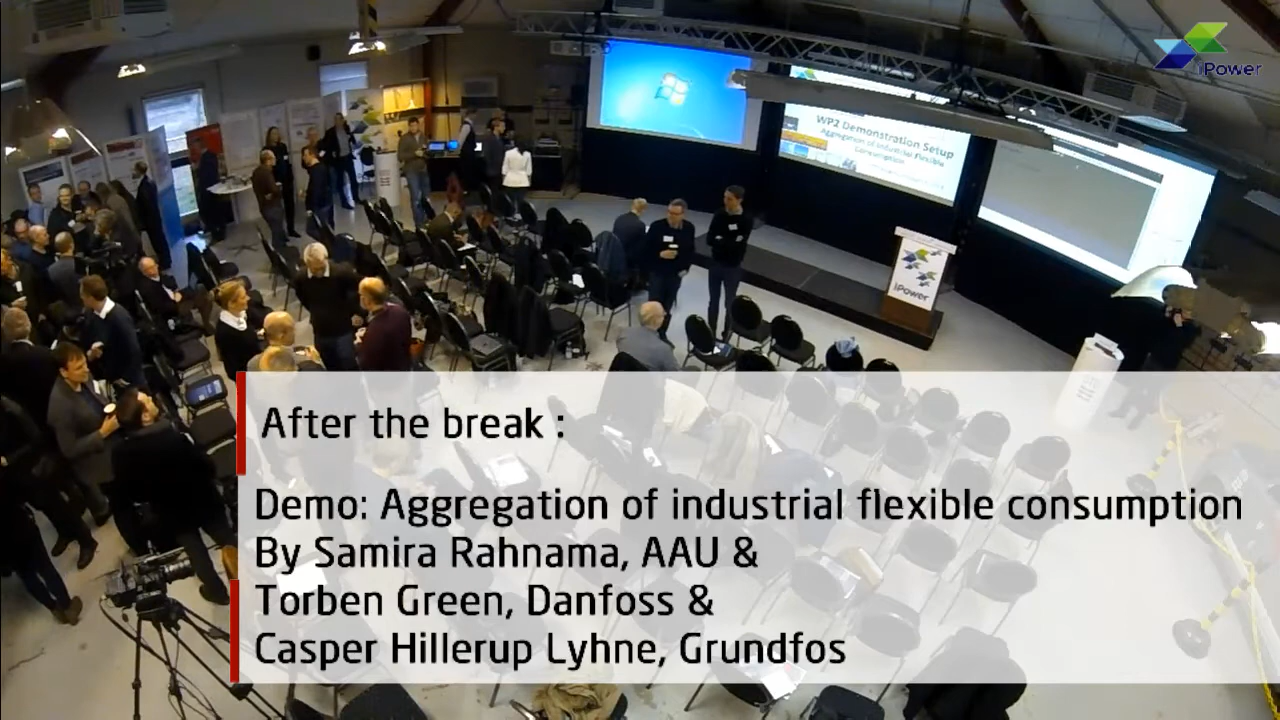 iPower
WP2 Demonstration Setup
Aggregation of Industrial Flexible
Consumption
iPower
After the break :
Demo: Aggregation of industrial flexible consumption
By Samira Rahnama, AAU &
Torben Green, Danfoss &
Casper Hillerup Lyhne, Grundfos